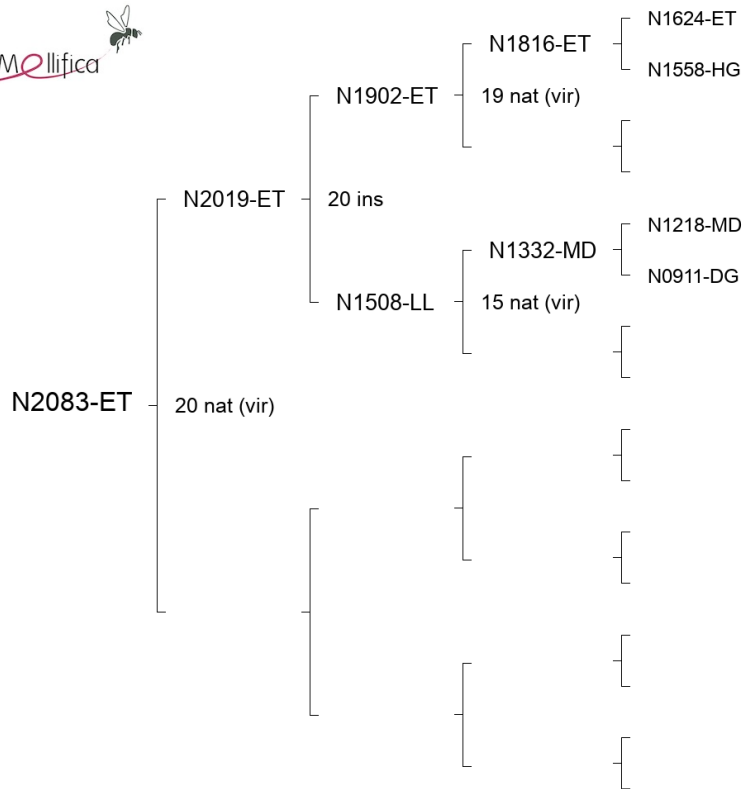 Mellifica
N1624-ET
N1816-ET
N1558-HG
N1902-ET
19 nat (vir)
N2019-ET
20 ins
N1218-MD
N1332-MD
N0911-DG
N1508-LL
15 nat (vir)
N2083-ET
20 nat (vir)